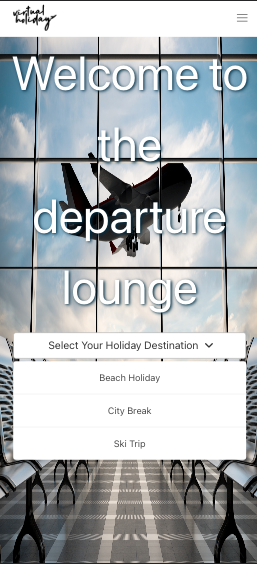 virtual
holiday
Welcome to
the
departure
lounge
Select Your Holiday Destination
Beach Holiday
City Break
Ski Trip